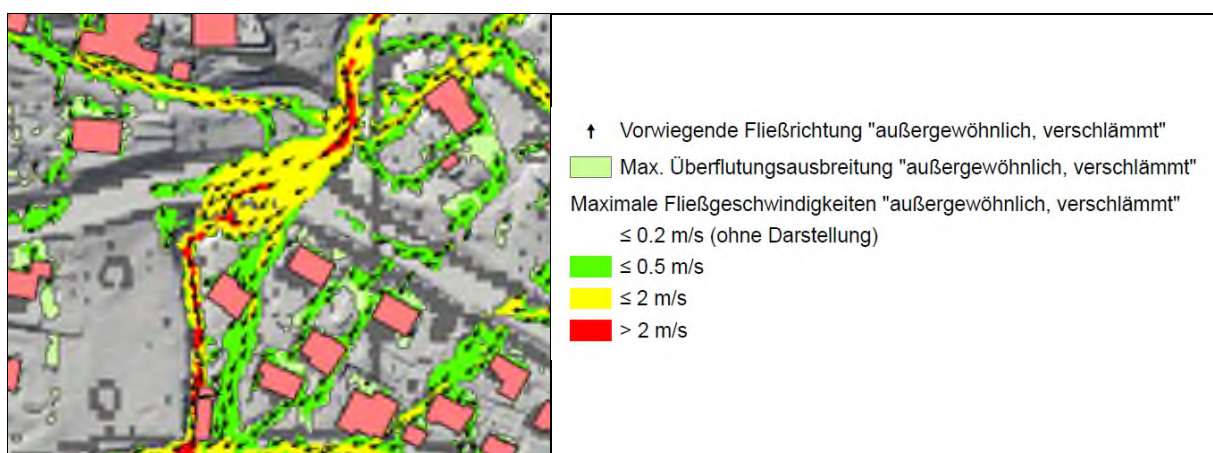 Vorwiegende Fließrichtung "außergewöhnlich, verschlämmt"
Max. Überflutungsausbreitung "außergewöhnlich, verschlämmt"
Maximale Fließgeschwindigkeiten "außergewöhnlich, verschlämmt"
≤ 0.2 m/s (ohne Darstellung)
≤ 0.5 m/s
≤ 2 m/s
> 2 m/s